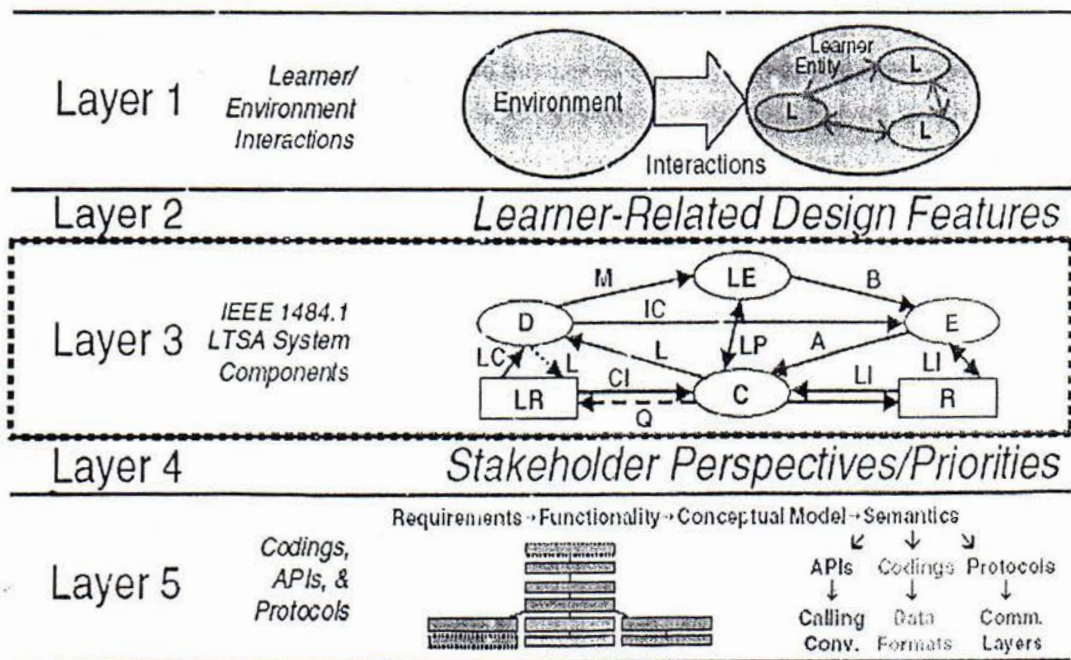 Layer 1
Learner/
Environment
Interactions
Environment
Interactions
Learner
Entity
L
L
L
Layer 2
Learner-Related Design Features
Layer 3
IEEE 1484.1
LTSA System
Components
M
LE
B
D
IC
E
LC
L
L
LP
A
LI
LR
CI
C
LI
R
Q
Layer 4
Stakeholder Perspectives/Priorities
Layer 5
Codings,
APIs, &
Protocols
Requirements→Functionality→Conceptual Model→Semantics
APIs Codings Protocols
Calling Data Comm.
Conv. Formats Layers